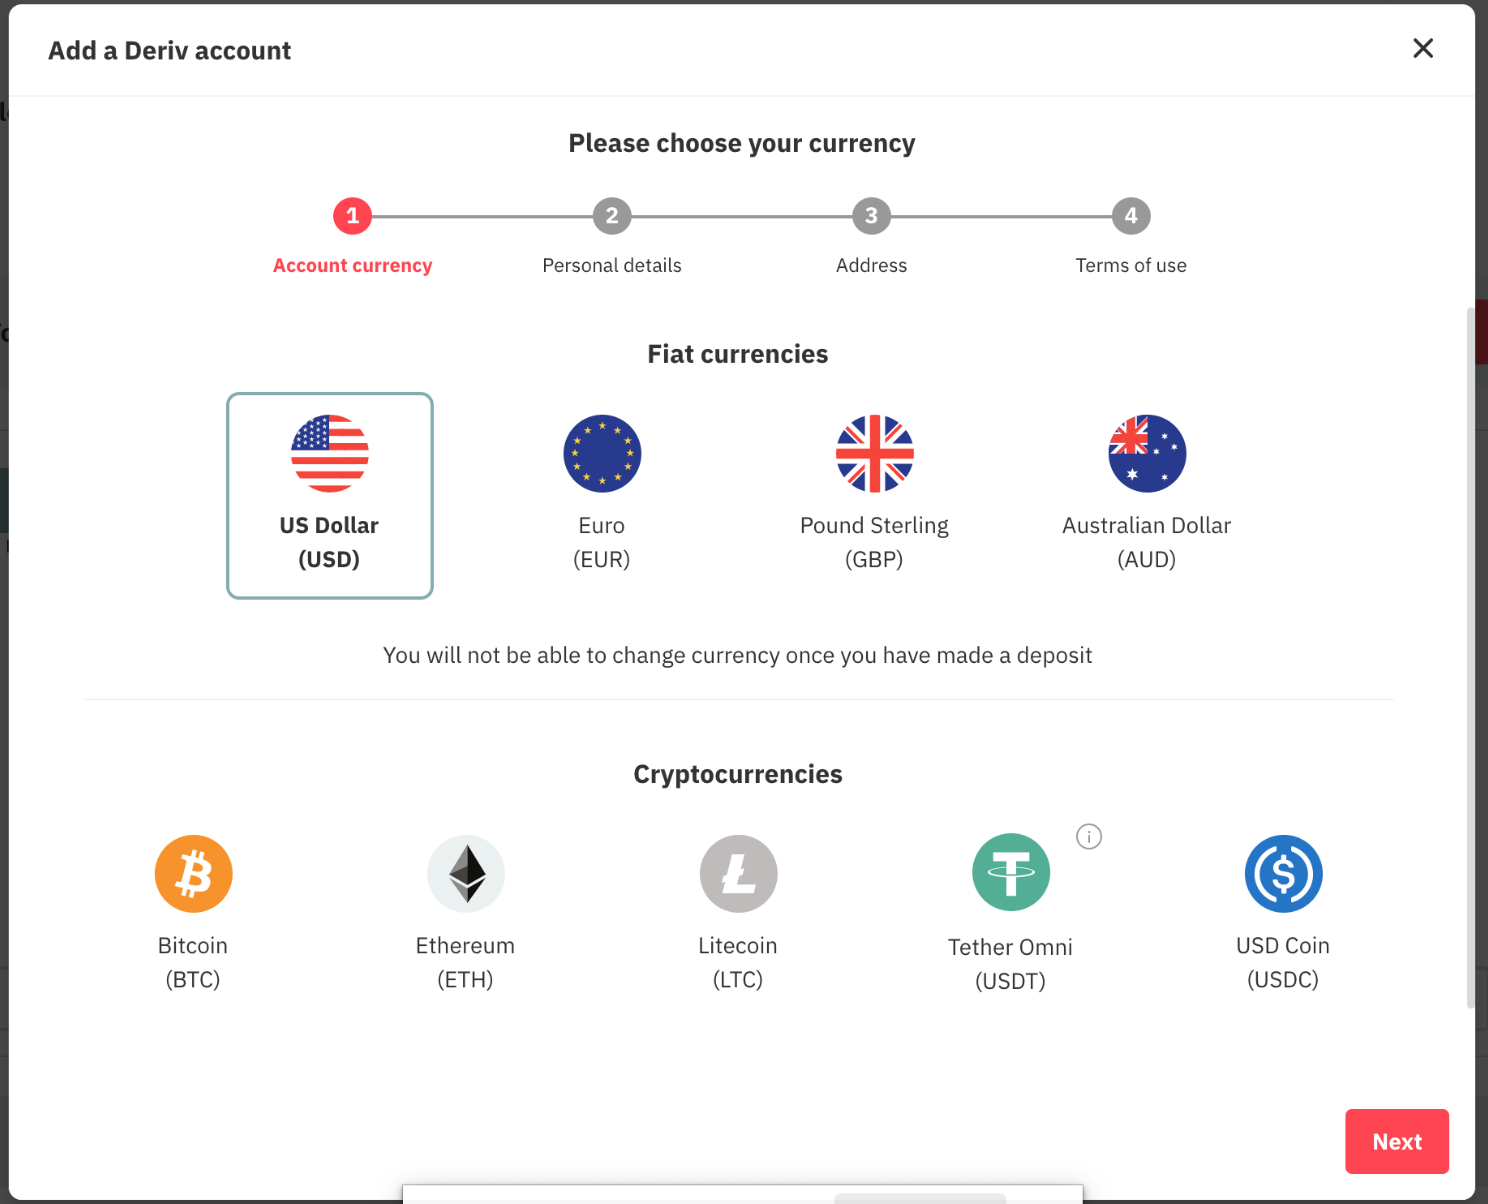 Add a Deriv account
Please choose your currency
1 2 3 4
Account currency Personal details Address Terms of use
Fiat currencies
US Dollar
(USD)
Euro
(EUR)
Pound Sterling
(GBP)
Australian Dollar
(AUD)
You will not be able to change currency once you have made a deposit
Cryptocurrencies
Bitcoin
(BTC)
Ethereum
(ETH)
Litecoin
(LTC)
Tether Omni
(USDT)
USD Coin
(USDC)
Next